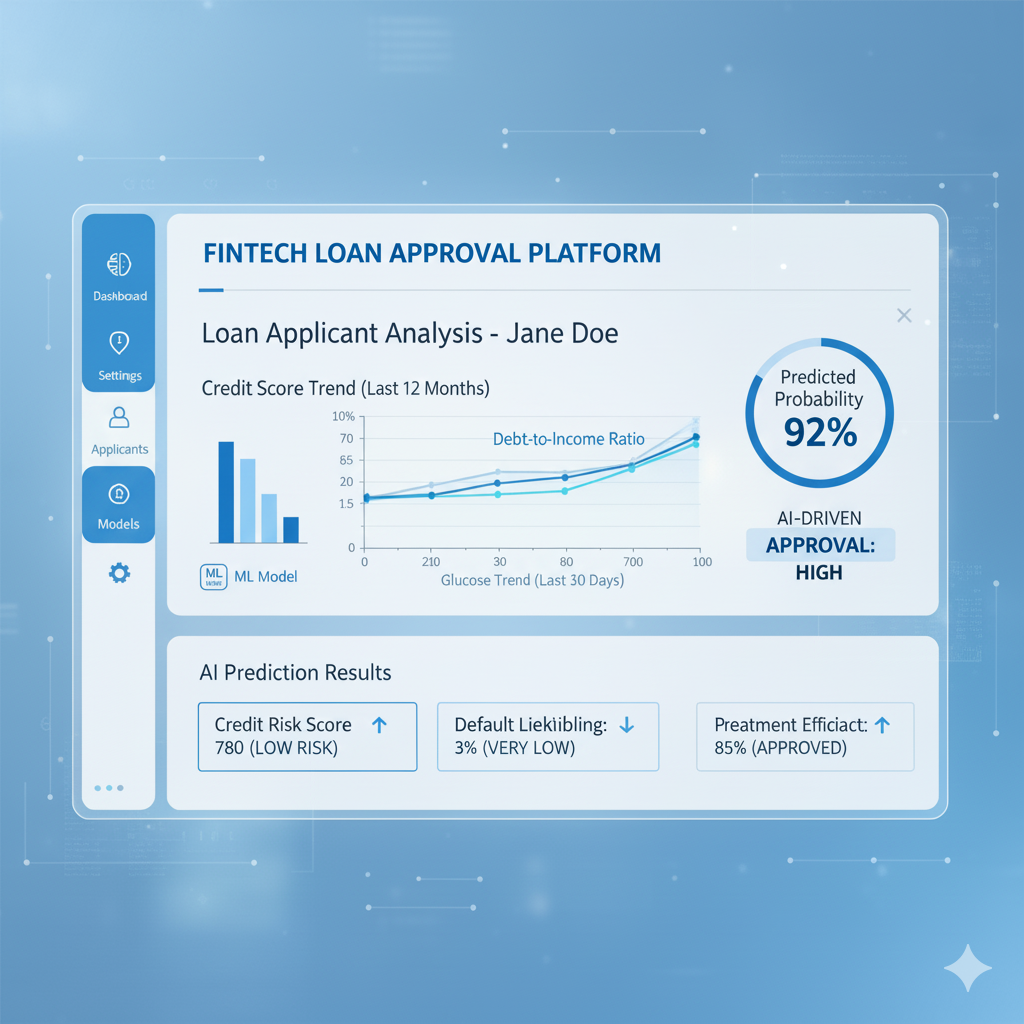 FINTECH LOAN APPROVAL PLATFORM
Dashboad
Settings
Applicants
Models
Loan Applicant Analysis - Jane Doe
Credit Score Trend (Last 12 Months)
ML
ML Model
10%
70
65
20
1.5
0
Debt-to-Income Ratio
0 210 30 80 700 100
Glucose Trend (Last 30 Days)
Predicted
Probability
92%
AI-DRIVEN
APPROVAL:
HIGH
AI Prediction Results
Credit Risk Score ↑
780 (LOW RISK)
Default Lieklibling: ↓
3% (VERY LOW)
Preatment Efficiact: ↑
85% (APPROVED)